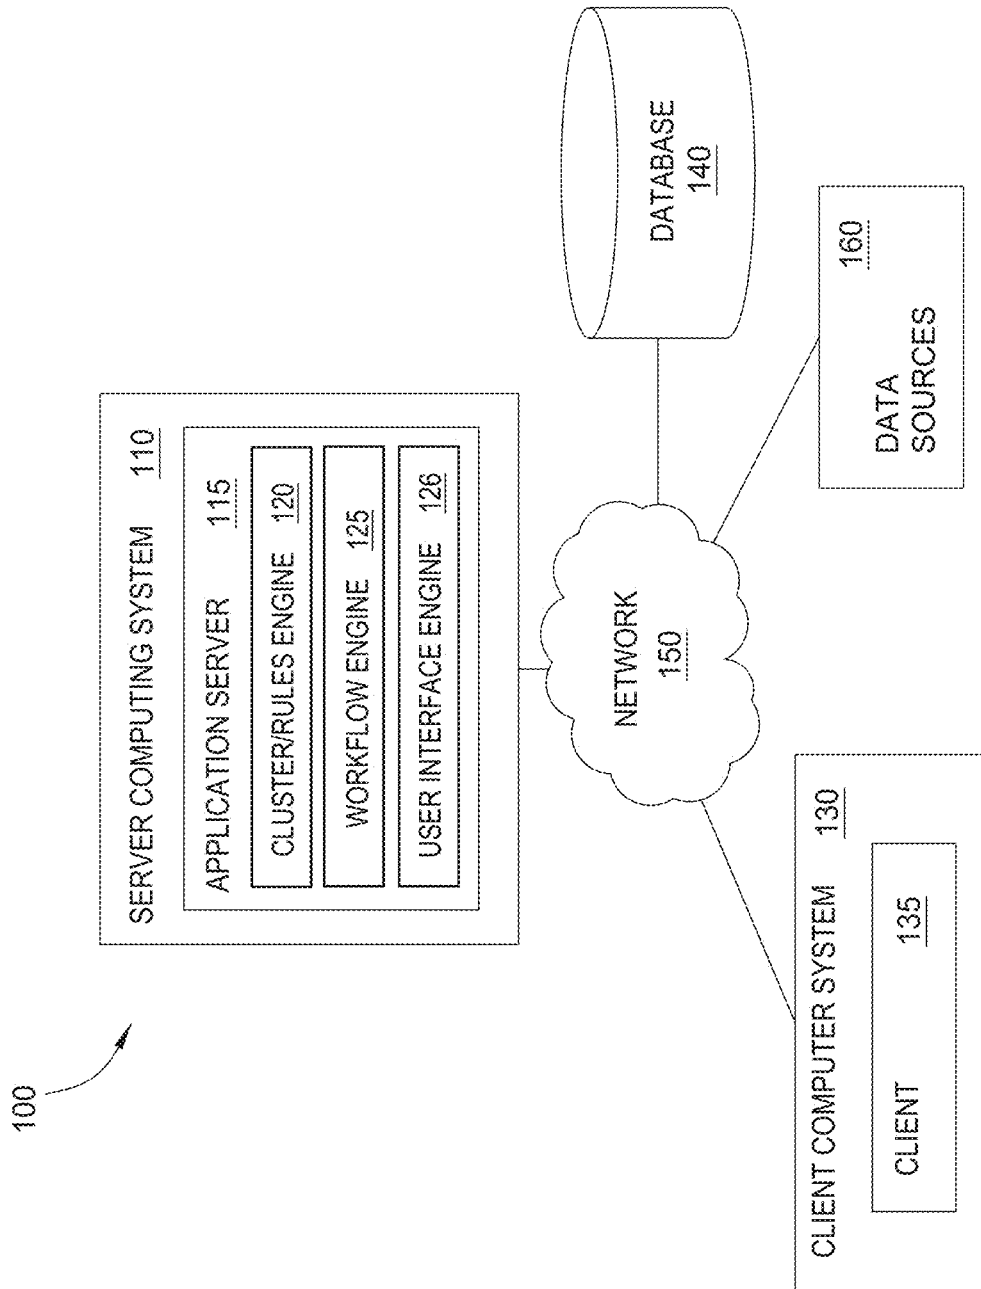 100
SERVER COMPUTING SYSTEM 110
APPLICATION SERVER 115
CLUSTER/RULES ENGINE 120
WORKFLOW ENGINE 125
USER INTERFACE ENGINE 126
NETWORK
150
DATABASE
140
CLIENT COMPUTER SYSTEM 130
CLIENT 135
160
DATA
SOURCES